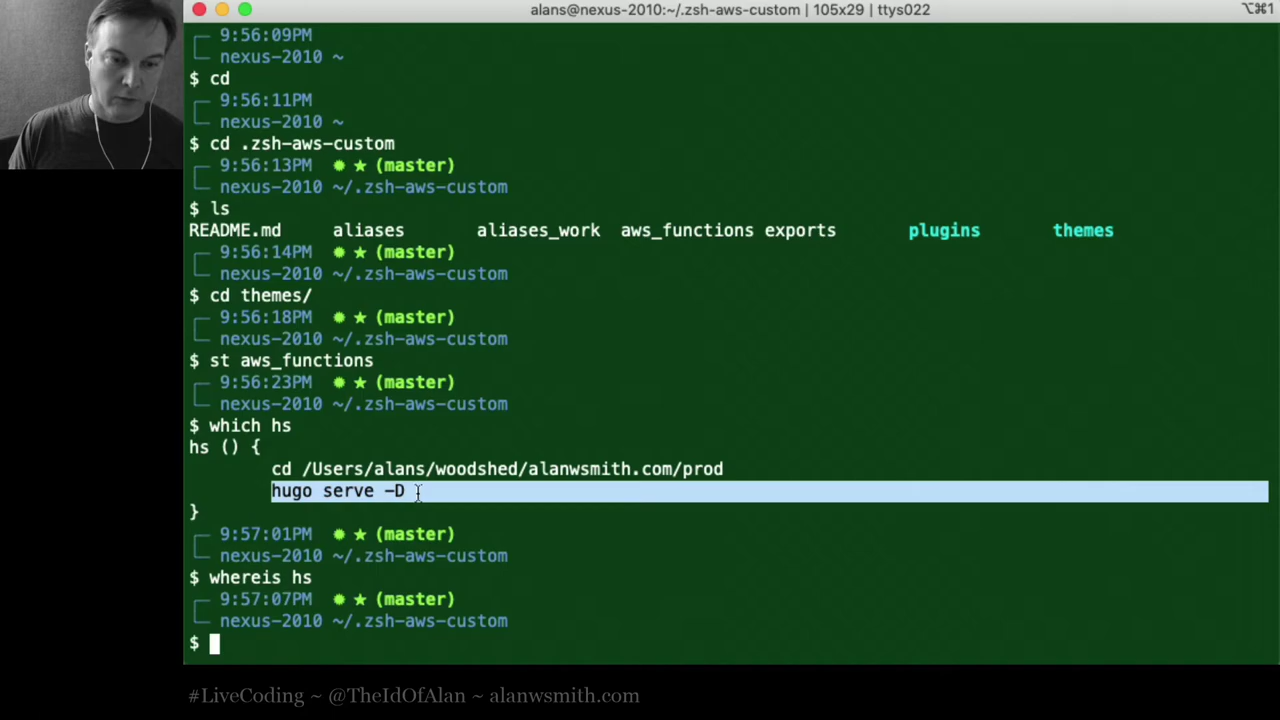 alans@nexus-2010:~/.zsh-aws-custom | 105x29 | ttys022 ⌥⌘1
9:56:09PM
nexus-2010 ~
$ cd
9:56:11PM
nexus-2010 ~
$ cd .zsh-aws-custom
9:56:13PM ✹ ★ (master)
nexus-2010 ~/.zsh-aws-custom
$ ls
README.md aliases aliases_work aws_functions exports plugins themes
9:56:14PM ✹ ★ (master)
nexus-2010 ~/.zsh-aws-custom
$ cd themes/
9:56:18PM ✹ ★ (master)
nexus-2010 ~/.zsh-aws-custom
$ st aws_functions
9:56:23PM ✹ ★ (master)
nexus-2010 ~/.zsh-aws-custom
$ which hs
hs () {
cd /Users/alans/woodshed/alanwsmith.com/prod
hugo serve -D
}
9:57:01PM ✹ ★ (master)
nexus-2010 ~/.zsh-aws-custom
$ whereis hs
9:57:07PM ✹ ★ (master)
nexus-2010 ~/.zsh-aws-custom
$
#LiveCoding ~ @TheIdOfAlan ~ alanwsmith.com